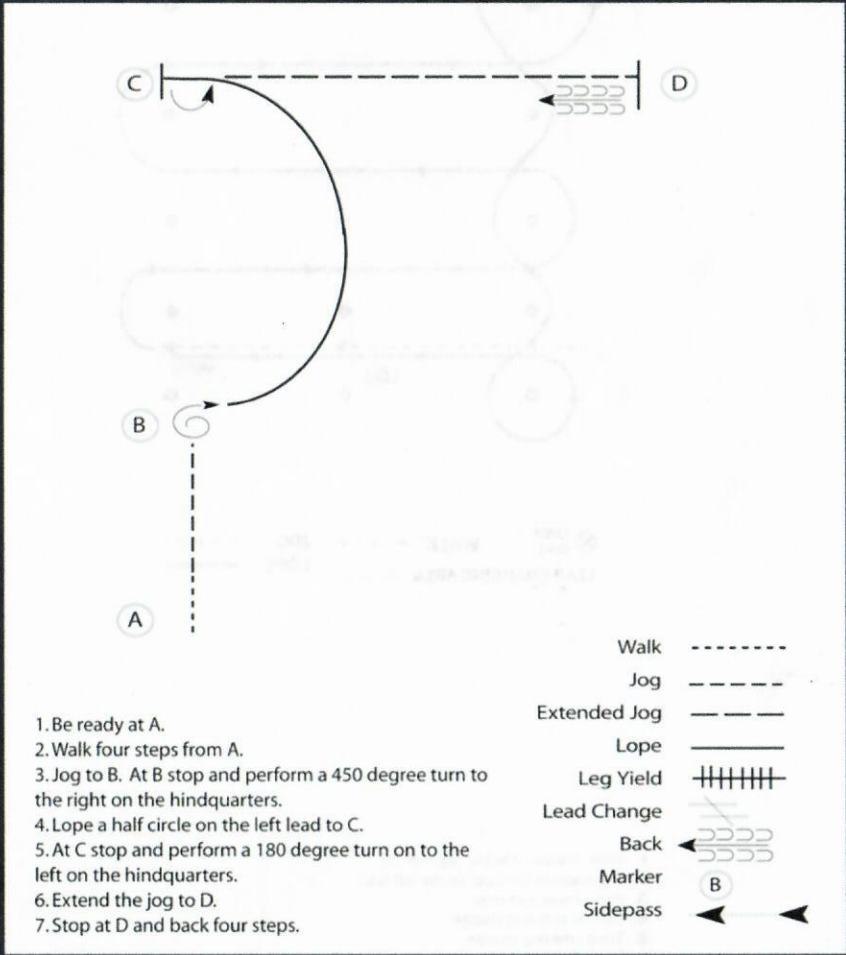 C
D
B
A
Walk
Jog
Extended Jog
Lope
Leg Yield
Lead Change
Back
Marker B
Sidepass
1. Be ready at A.
2. Walk four steps from A.
3. Jog to B. At B stop and perform a 450 degree turn to
the right on the hindquarters.
4. Lope a half circle on the left lead to C.
5. At C stop and perform a 180 degree turn on to the
left on the hindquarters.
6. Extend the jog to D.
7. Stop at D and back four steps.